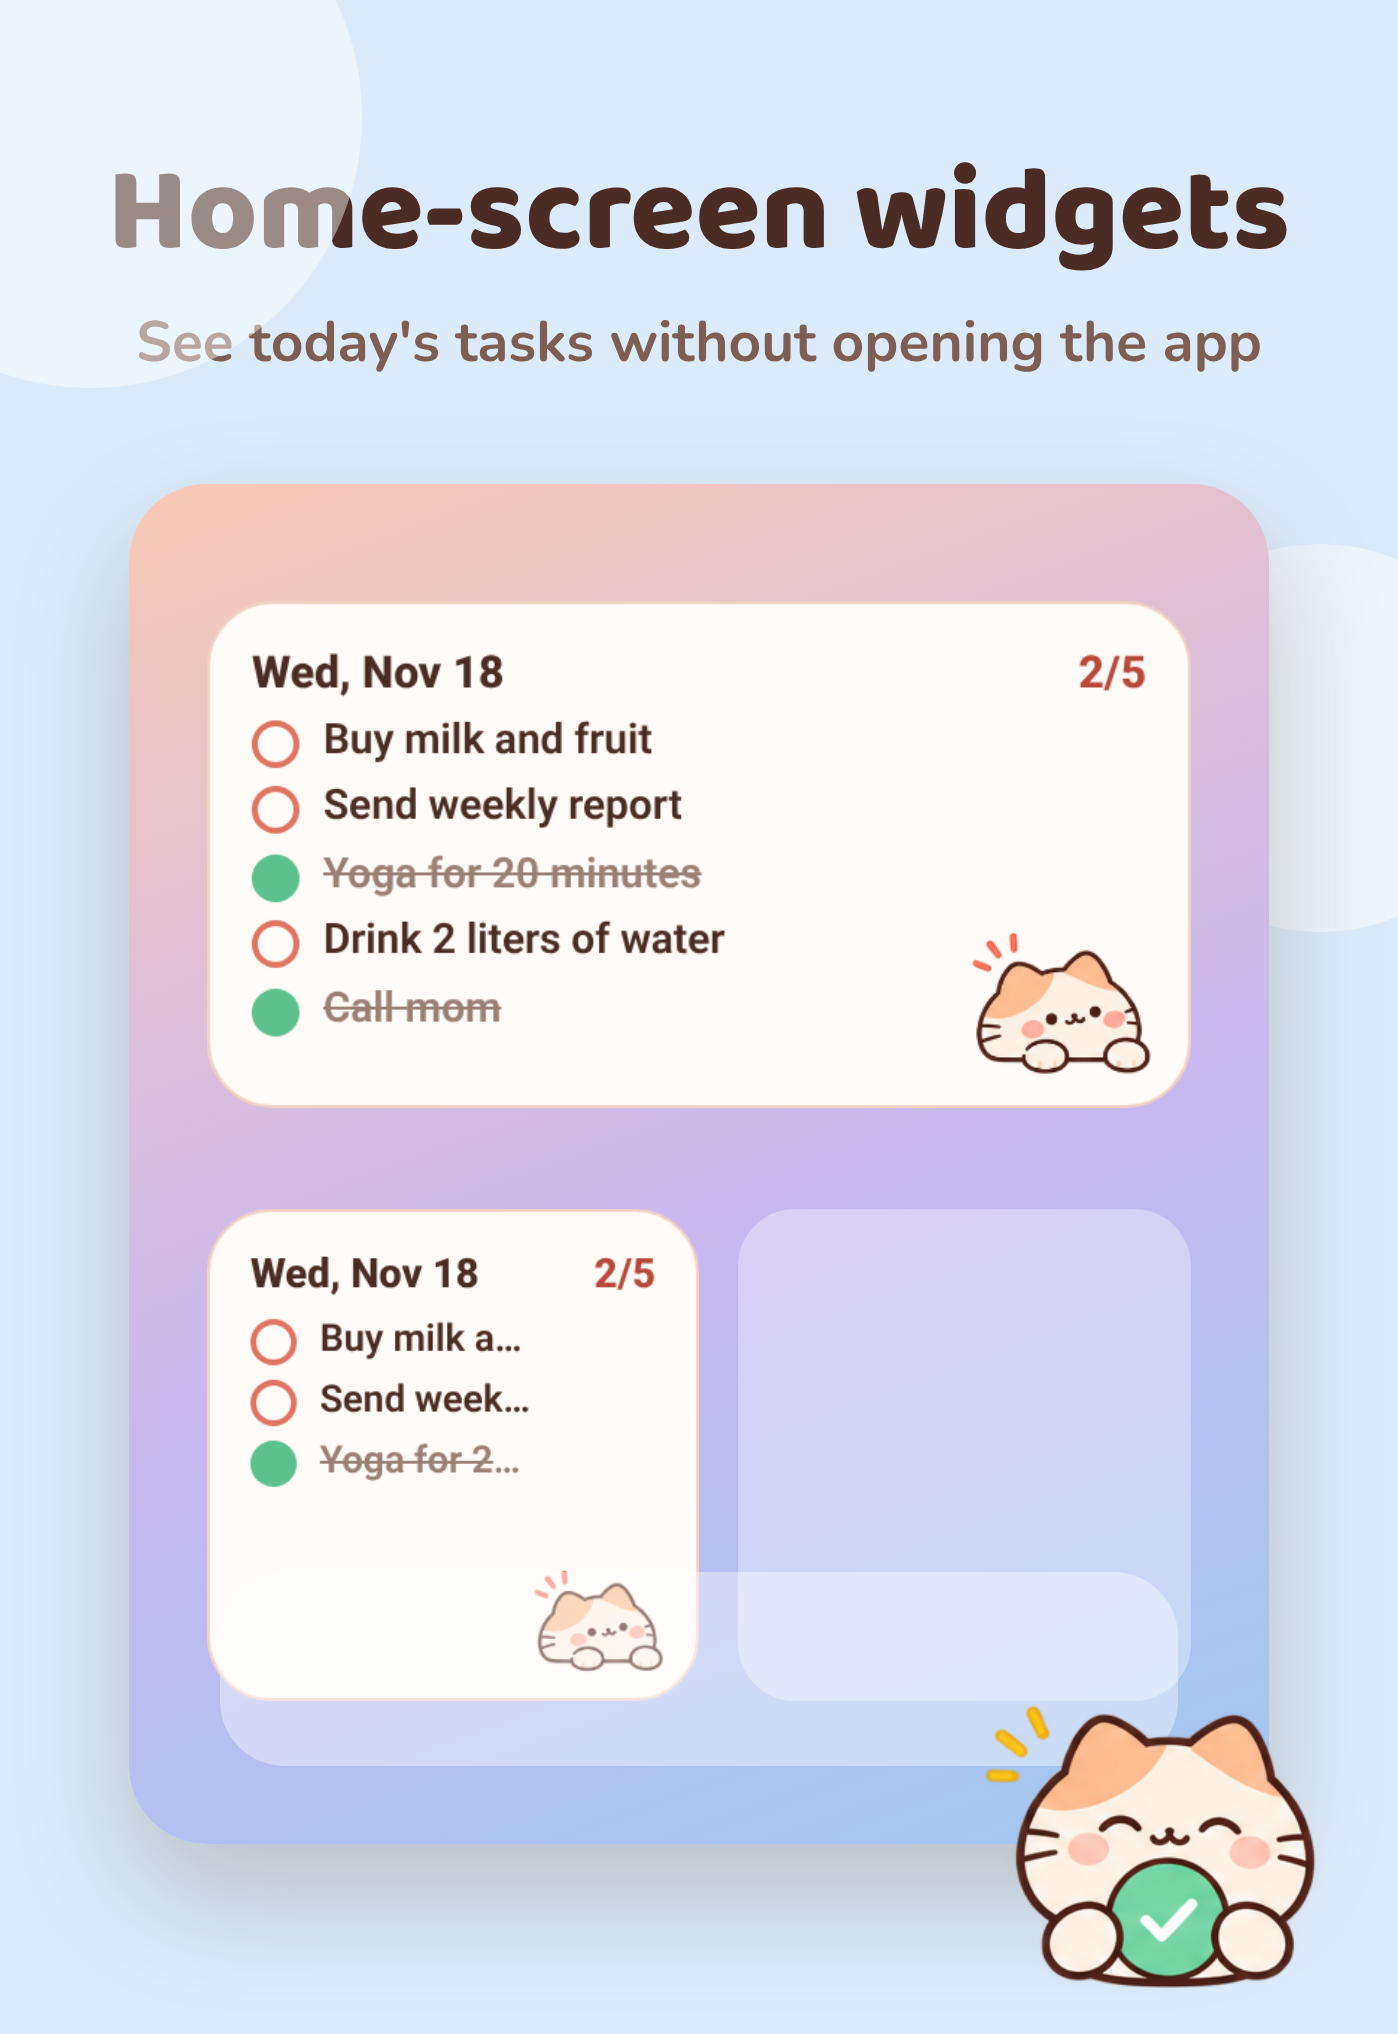 Home-screen widgets
See today's tasks without opening the app
Wed, Nov 18 2/5
Buy milk and fruit
Send weekly report
Yoga for 20 minutes
Drink 2 liters of water
Call mom
Wed, Nov 18 2/5
Buy milk a...
Send week...
Yoga for 2...